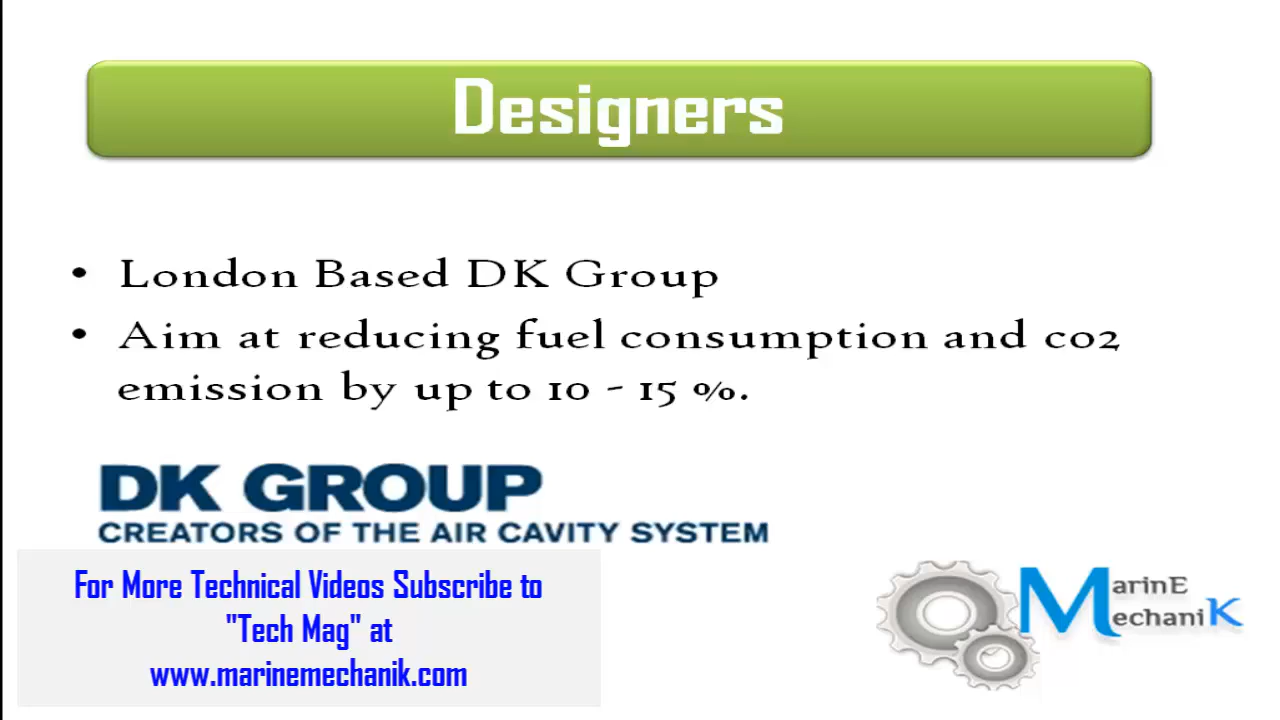 Designers
• London Based DK Group
• Aim at reducing fuel consumption and co2
emission by up to 10 - 15 %.
DK GROUP
CREATORS OF THE AIR CAVITY SYSTEM
For More Technical Videos Subscribe to
"Tech Mag" at
www.marinemechanik.com
MarinE
MechaniK